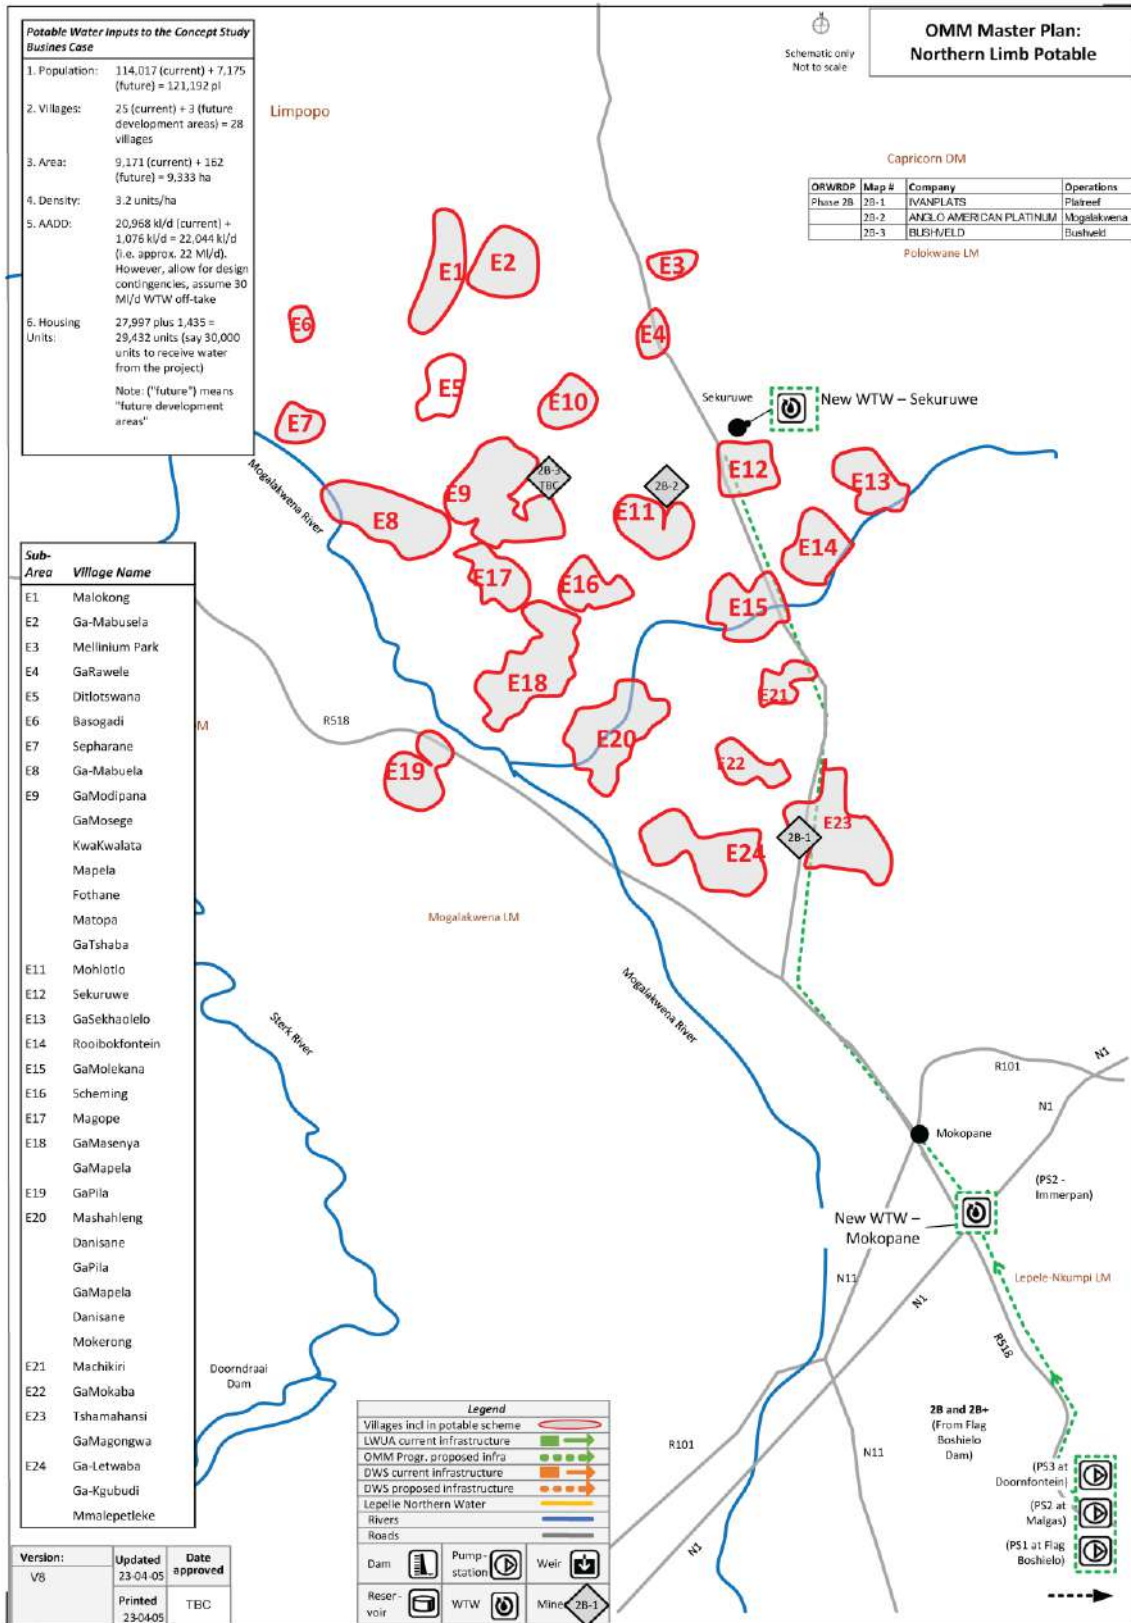 Potable Water Inputs to the Concept Study
Busines Case
1. Population: 114,017 (current) + 7,175
(future) = 121,192 pl
2. Villages: 25 (current) + 3 (future
development areas) = 28
villages
3. Area: 9,171 (current) + 162
(future) = 9,333 ha
4. Density: 3.2 units/ha
5. AADD: 20,968 kl/d (current) +
1,076 kl/d = 22,044 kl/d
(i.e. approx. 22 Ml/d).
However, allow for design
contingencies, assume 30
Ml/d WTW off-take
6. Housing
Units: 27,997 plus 1,435 =
29,432 units (say 30,000
units to receive water
from the project)
Note: ("future") means
"future development
areas"
Schematic only
Not to scale
OMM Master Plan:
Northern Limb Potable
Limpopo
Capricorn DM
ORWRDP Map # Company Operations
Phase 2B 2B-1 IVANPLATS Platreef
2B-2 ANGLO AMERICAN PLATINUM Mogalakwena
2B-3 BUSHVELD Bushveld
Polokwane LM
E1
E2
E3
E4
E5
E6
E7
E8
E9
E10
E11
E12
E13
E14
E15
E16
E17
E18
E19
E20
E21
E22
E23
E24
2B-3
TBC
2B-2
2B-1
Sekuruwe
New WTW – Sekuruwe
Mogalakwena River
R518
M
Mogalakwena LM
Mogalakwena River
Sterk River
Doorndraai
Dam
R101
N1
N1
Mokopane
(PS2 -
Immerpan)
New WTW –
Mokopane
Lepele-Nkumpi LM
N11
N1
R518
2B and 2B+
(From Flag
Boshielo
Dam)
R101
N11
N1
(PS3 at
Doornfontein)
(PS2 at
Malgas)
(PS1 at Flag
Boshielo)
Sub-
Area Village Name
E1 Malokong
E2 Ga-Mabusela
E3 Mellinium Park
E4 GaRawele
E5 Ditlotswana
E6 Basogadi
E7 Sepharane
E8 Ga-Mabuela
E9 GaModipana
GaMosege
KwaKwalata
Mapela
Fothane
Matopa
GaTshaba
E11 Mohlotlo
E12 Sekuruwe
E13 GaSekhaolelo
E14 Rooibokfontein
E15 GaMolekana
E16 Scheming
E17 Magope
E18 GaMasenya
GaMapela
E19 GaPila
E20 Mashahleng
Danisane
GaPila
GaMapela
Danisane
Mokerong
E21 Machikiri
E22 GaMokaba
E23 Tshamahansi
GaMagongwa
E24 Ga-Letwaba
Ga-Kgubudi
Mmalepetleke
Legend
Villages incl in potable scheme
LWUA current infrastructure
OMM Progr. proposed infra
DWS current infrastructure
DWS proposed infrastructure
Lepelle Northern Water
Rivers
Roads
Dam
Pump-
station
Weir
Reser-
voir
WTW
Mine 2B-1
Version:
V8
Updated
23-04-05
Date
approved
Printed
23-04-05
TBC